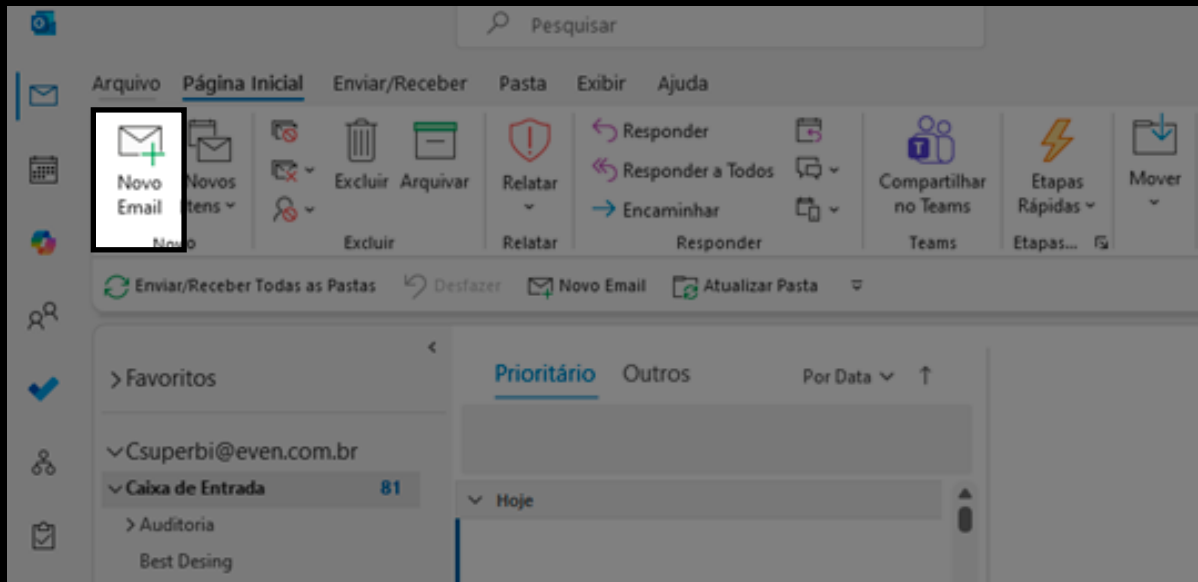 Pesquisar
Arquivo Página Inicial Enviar/Receber Pasta Exibir Ajuda
Novo Email
Novos Itens
Excluir Arquivar
Relatar
Responder
Responder a Todos
Encaminhar
Compartilhar no Teams
Etapas Rápidas
Mover
Novo Excluir Relatar Responder Teams Etapas...
Enviar/Receber Todas as Pastas Desfazer Novo Email Atualizar Pasta
Favoritos
Prioritário Outros Por Data
Csuperbi@even.com.br
Caixa de Entrada 81
Hoje
Auditoria
Best Desing